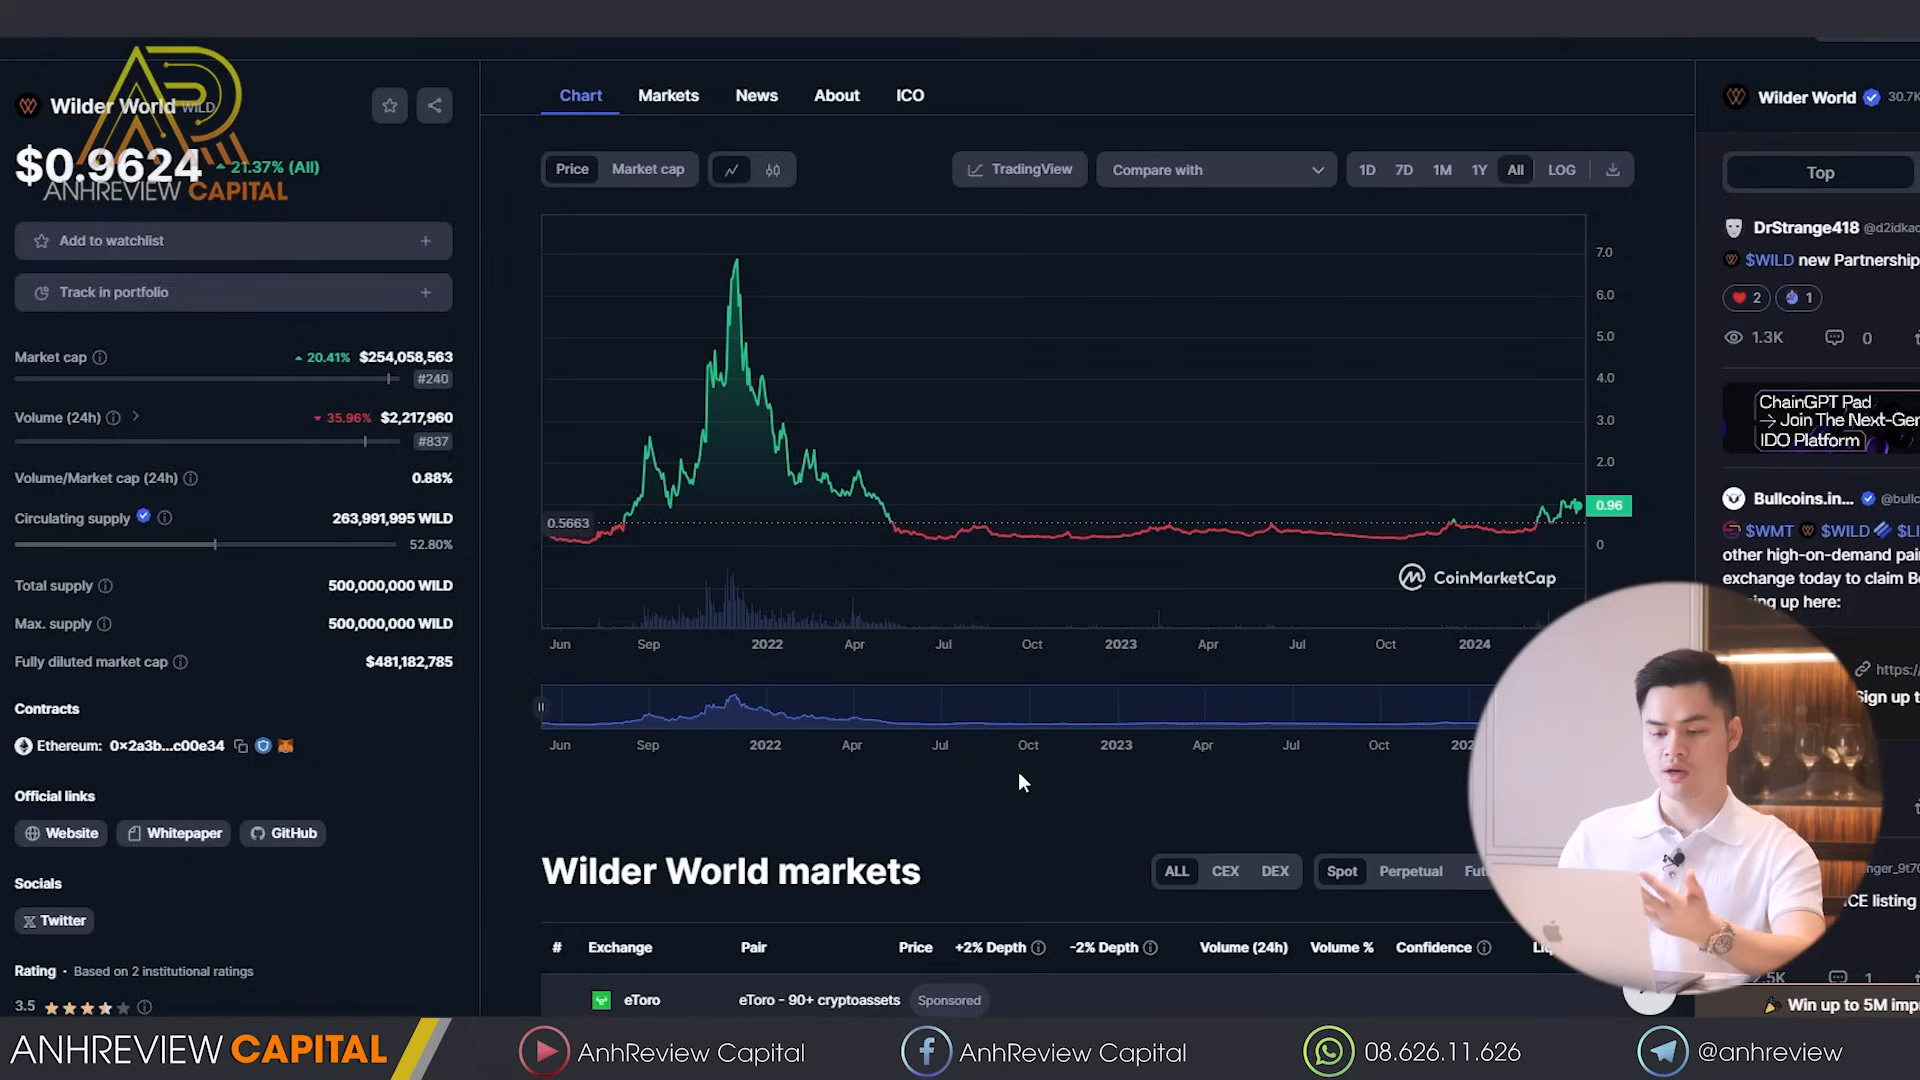 Wilder World WILD
$0.9624 21.37% (All)
ANHREVIEW CAPITAL
Add to watchlist
Track in portfolio
Market cap 20.41% $254,058,563
#240
Volume (24h) 35.96% $2,217,960
#837
Volume/Market cap (24h) 0.88%
Circulating supply 263,991,995 WILD
52.80%
Total supply 500,000,000 WILD
Max. supply 500,000,000 WILD
Fully diluted market cap $481,182,785
Contracts
Ethereum: 0x2a3b...c00e34
Official links
Website Whitepaper GitHub
Socials
Twitter
Rating · Based on 2 institutional ratings
3.5
Chart Markets News About ICO
Price Market cap TradingView Compare with 1D 7D 1M 1Y All LOG
7.0
6.0
5.0
4.0
3.0
2.0
0.96
0.5663
0
CoinMarketCap
Jun Sep 2022 Apr Jul Oct 2023 Apr Jul Oct 2024
Jun Sep 2022 Apr Jul Oct 2023 Apr Jul Oct
Wilder World markets
ALL CEX DEX Spot Perpetual
# Exchange Pair Price +2% Depth -2% Depth Volume (24h) Volume % Confidence
eToro eToro - 90+ cryptoassets Sponsored
Wilder World 30.7K
Top
DrStrange418
$WILD new Partnership
2 1
1.3K 0
ChainGPT Pad
→ Join The Next-Gen
IDO Platform
Bullcoins.in...
$WMT $WILD
other high-on-demand pai
exchange today to claim
up here:
https:/
Sign up t
listing
1
Win up to 5M
ANHREVIEW CAPITAL
AnhReview Capital
AnhReview Capital
08.626.11.626
@anhreview